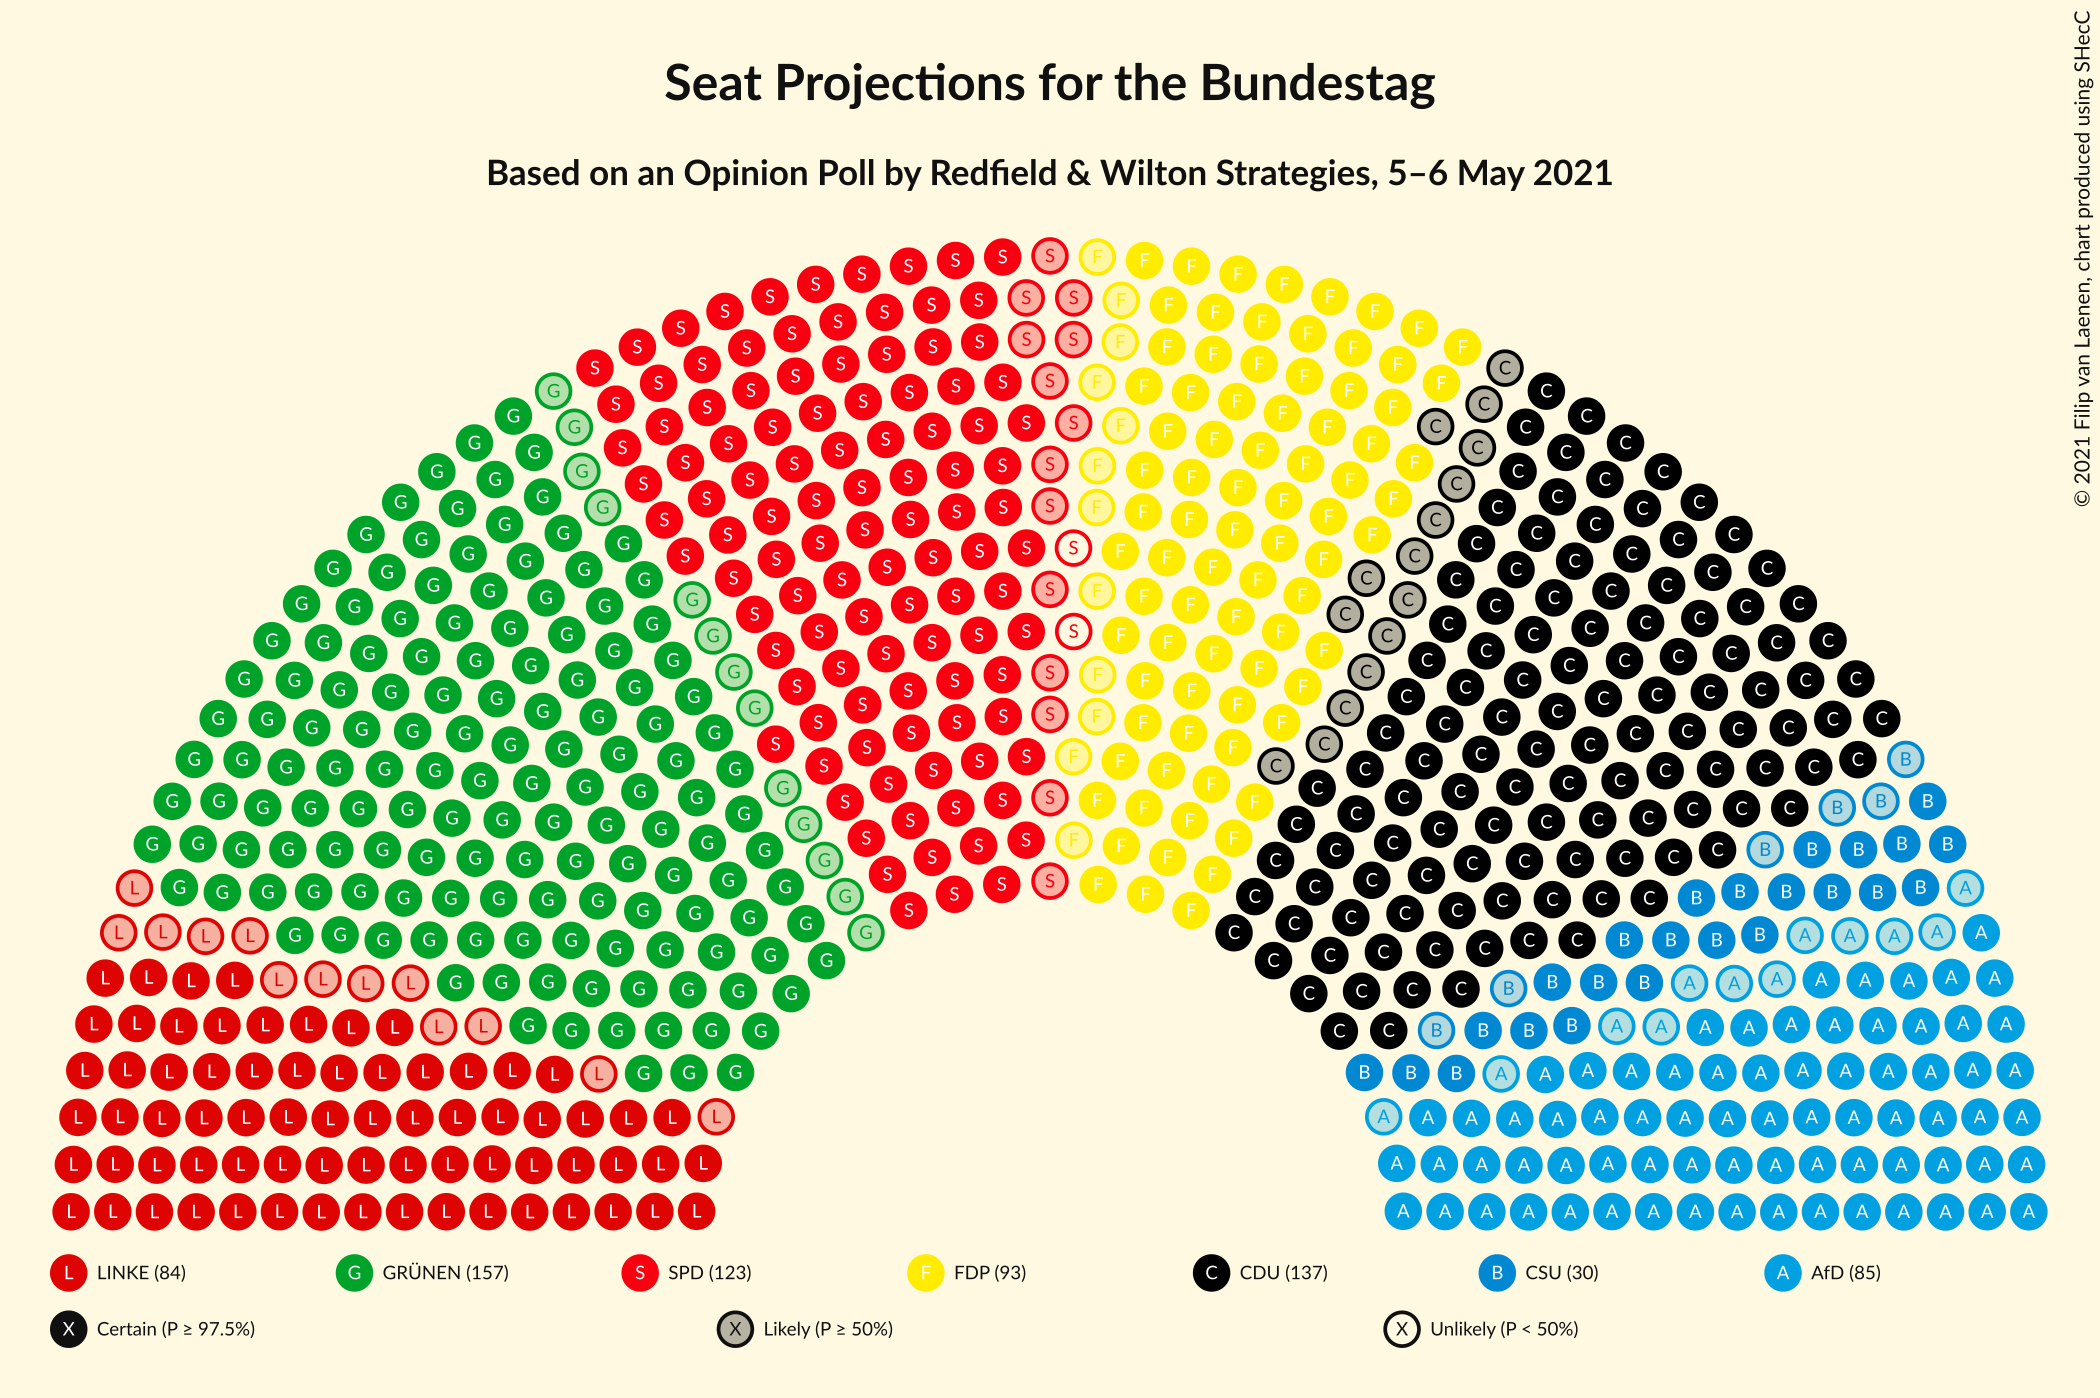 Seat Projections for the Bundestag
Based on an Opinion Poll by Redfield & Wilton Strategies, 5–6 May 2021
© 2021 Filip van Laenen, chart produced using SHecC
L LINKE (84)
G GRÜNEN (157)
S SPD (123)
F FDP (93)
C CDU (137)
B CSU (30)
A AfD (85)
X Certain (P ≥ 97.5%)
X Likely (P ≥ 50%)
X Unlikely (P < 50%)